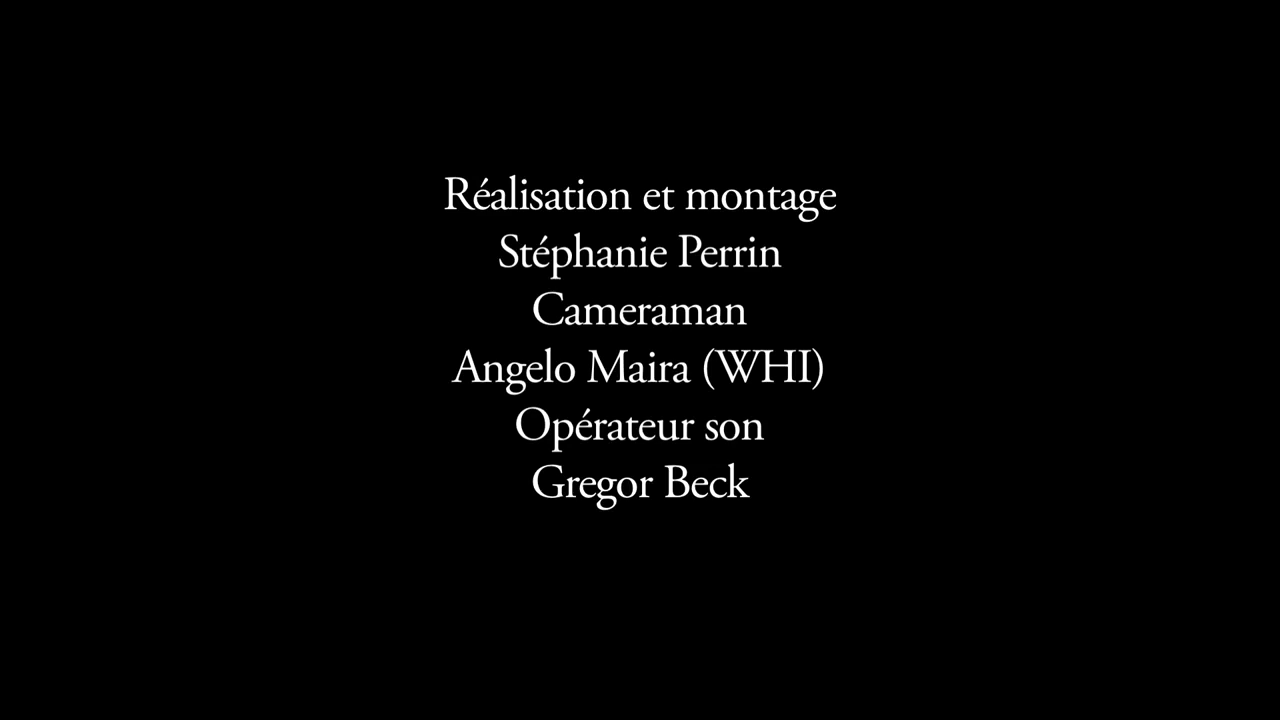 Réalisation et montage
Stéphanie Perrin
Cameraman
Angelo Maira (WHI)
Opérateur son
Gregor Beck